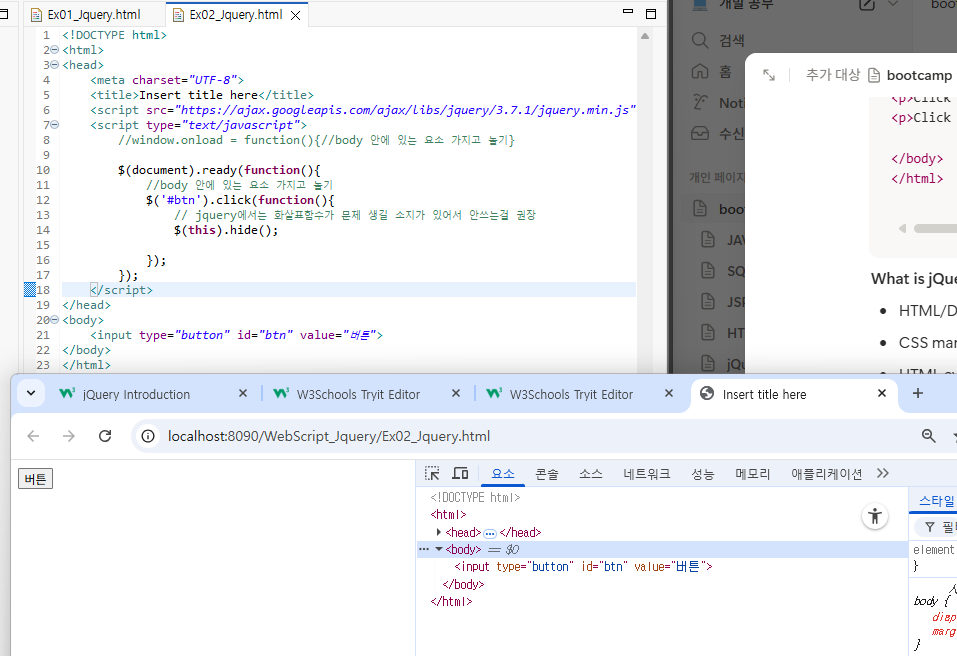 Ex01_Jquery.html
Ex02_Jquery.html
1 <!DOCTYPE html>
2 <html>
3 <head>
4 <meta charset="UTF-8">
5 <title>Insert title here</title>
6 <script src="https://ajax.googleapis.com/ajax/libs/jquery/3.7.1/jquery.min.js"
7 <script type="text/javascript">
8 //window.onload = function(){//body 안에 있는 요소 가지고 놀기}
9
10 $(document).ready(function(){
11 //body 안에 있는 요소 가지고 놀기
12 $('#btn').click(function(){
13 // jquery에서는 화살표함수가 문제 생길 소지가 있어서 안쓰는걸 권장
14 $(this).hide();
15
16 });
17 });
18 </script>
19 </head>
20 <body>
21 <input type="button" id="btn" value="버튼">
22 </body>
23 </html>
개발 공부
boo
검색
홈
Not
수신
개인 페이지
boo
JA
SQ
JSI
HT
jQu
추가 대상 bootcamp
<p>Click
<p>Click
</body>
</html>
What is jQue
HTML/D
CSS mar
jQuery Introduction
W3Schools Tryit Editor
W3Schools Tryit Editor
Insert title here
localhost:8090/WebScript_Jquery/Ex02_Jquery.html
버튼
요소 콘솔 소스 네트워크 성능 메모리 애플리케이션
<!DOCTYPE html>
<html>
<head> … </head>
<body> == $0
<input type="button" id="btn" value="버튼">
</body>
</html>
스타일
필터
element
}
body {
disp
marg
}